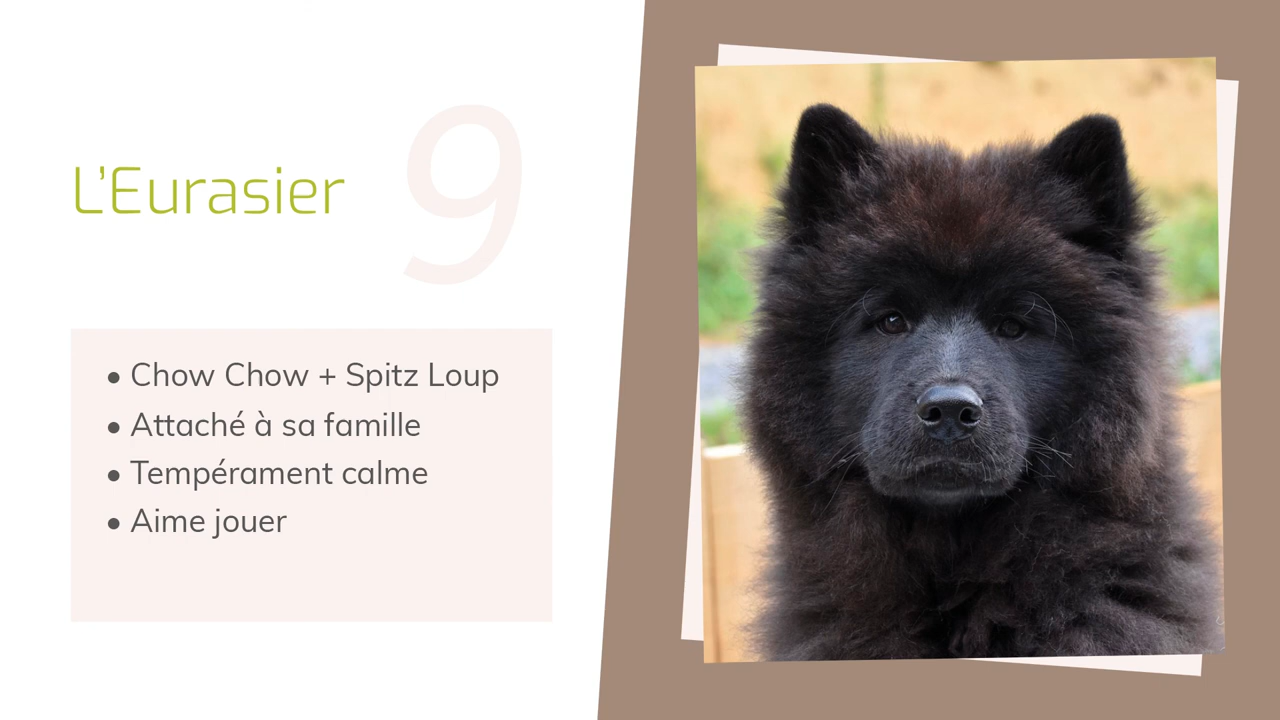 L'Eurasier
9
• Chow Chow + Spitz Loup
• Attaché à sa famille
• Tempérament calme
• Aime jouer